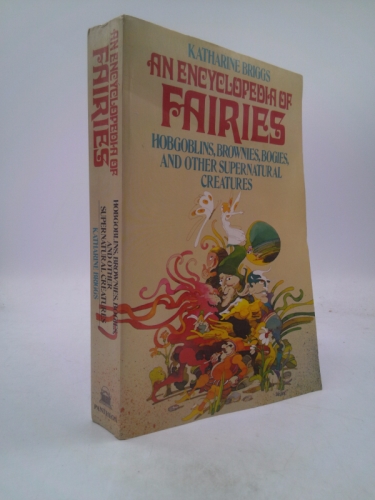 KATHARINE BRIGGS
AN ENCYCLOPEDIA OF
FAIRIES
HOBGOBLINS, BROWNIES, BOGIES,
AND OTHER SUPERNATURAL
CREATURES
AN ENCYCLOPEDIA OF
FAIRIES
HOBGOBLINS, BROWNIES, BOGIES,
AND OTHER
SUPERNATURAL CREATURES
KATHARINE BRIGGS